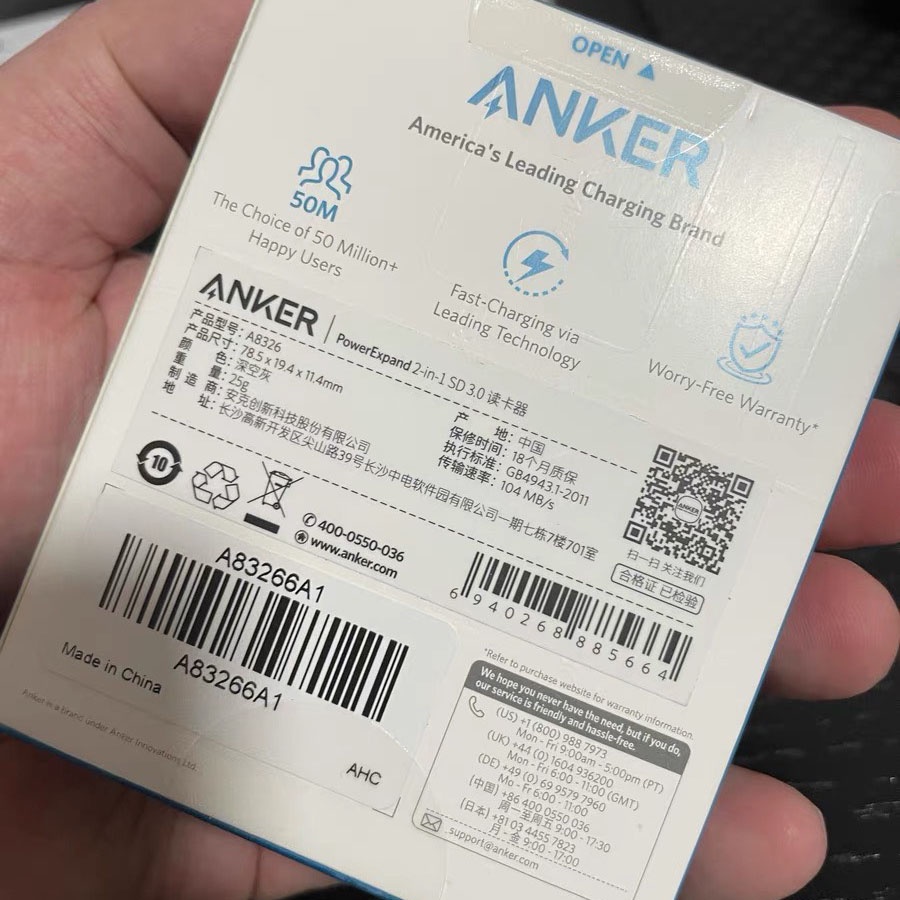 OPEN
ANKER
America's Leading Charging Brand
50M
The Choice of 50 Million+
Happy Users
Fast-Charging via
Leading Technology
Worry-Free Warranty*
ANKER | PowerExpand 2-in-1 SD 3.0 读卡器
产品型号: A8326
产品尺寸: 78.5 x 19.4 x 11.4mm
颜 色: 深空灰
重 量: 25g
制 造 商: 安克创新科技股份有限公司
地 址: 长沙高新开发区尖山路39号长沙中电软件园有限公司一期七栋7楼701室
产 地: 中国
保修时间: 18个月质保
执行标准: GB4943.1-2011
传输速率: 104 MB/s
ANKER
扫一扫 关注我们
合格证 已检验
10
400-0550-036
www.anker.com
6 940268 885664
A83266A1
A83266A1
Made in China
AHC
Anker is a brand under Anker Innovations Ltd.
*Refer to purchase website for warranty information.
We hope you never have the need, but if you do,
our service is friendly and hassle-free.
(US) +1 (800) 988 7973
Mon - Fri 9:00am - 5:00pm (PT)
(UK) +44 (0) 1604 936200
Mon - Fri 6:00 - 11:00 (GMT)
(DE) +49 (0) 69 9579 7960
Mo - Fr 6:00 - 11:00
(中国) +86 400 0550 036
周一至周五 9:00 - 17:30
(日本) +81 03 4455 7823
月 - 金 9:00 - 17:00
support@anker.com